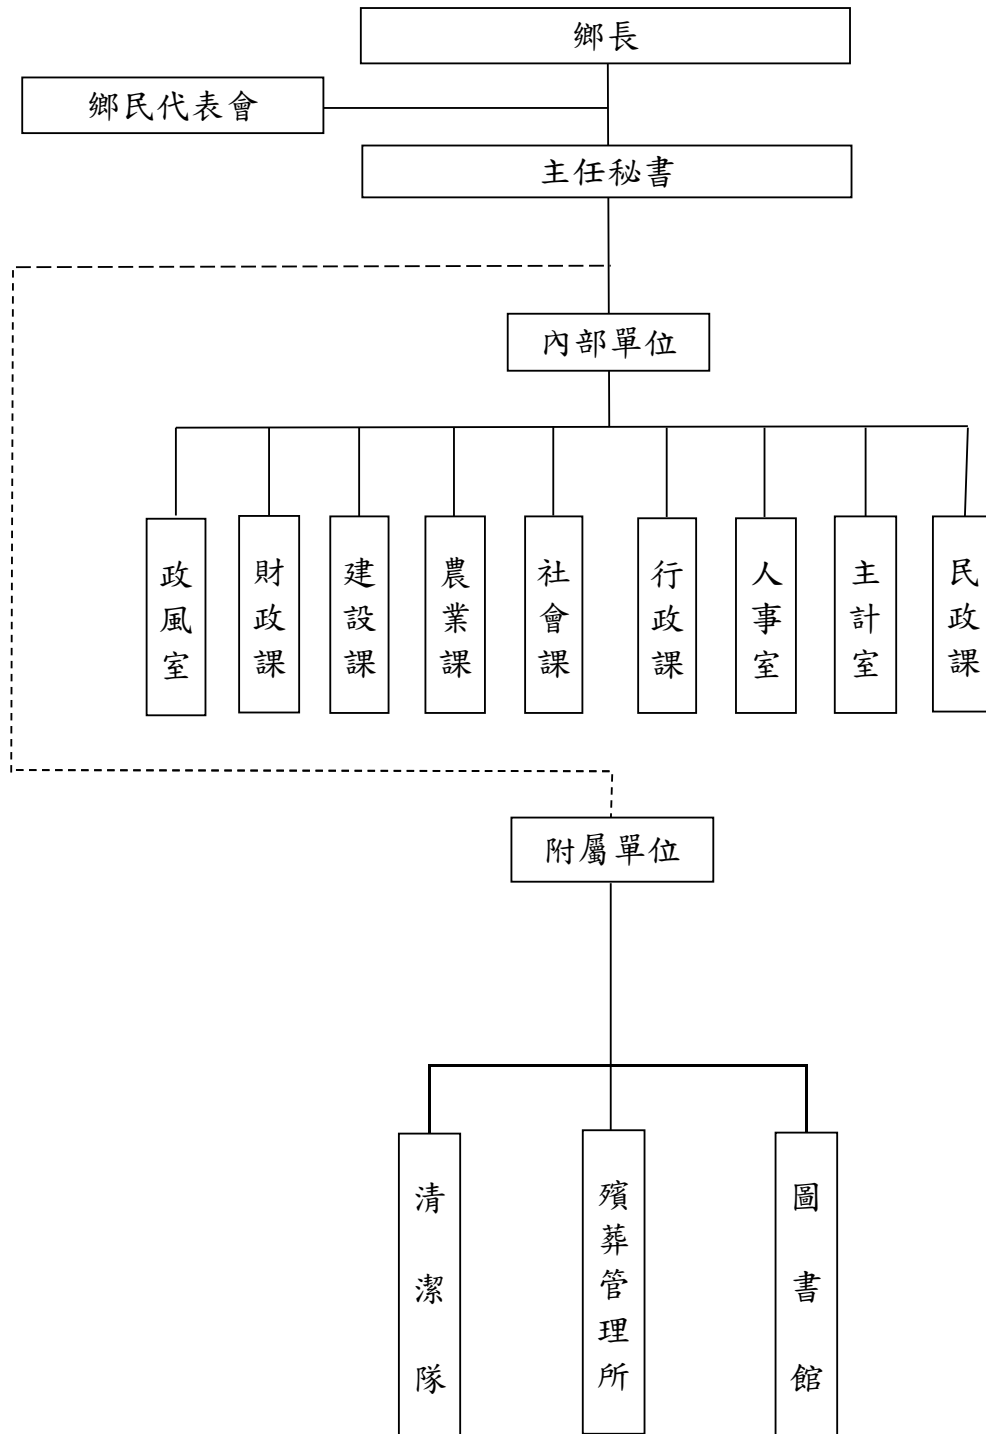 鄉長
鄉民代表會
主任秘書
內部單位
政風室
財政課
建設課
農業課
社會課
行政課
人事室
主計室
民政課
附屬單位
清潔隊
殯葬管理所
圖書館